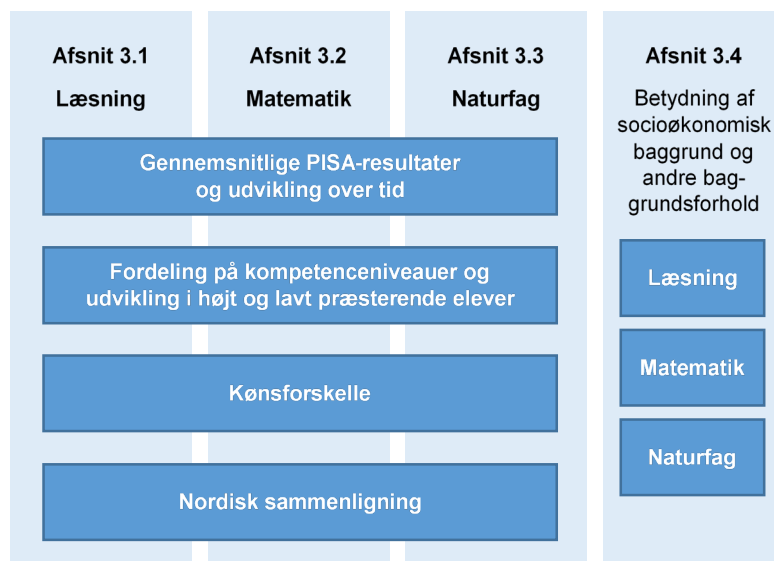 Afsnit 3.1
Læsning
Afsnit 3.2
Matematik
Afsnit 3.3
Naturfag
Gennemsnitlige PISA-resultater
og udvikling over tid
Fordeling på kompetenceniveauer og
udvikling i højt og lavt præsterende elever
Kønsforskelle
Nordisk sammenligning
Afsnit 3.4
Betydning af
socioøkonomisk
baggrund og
andre bag-
grundsforhold
Læsning
Matematik
Naturfag